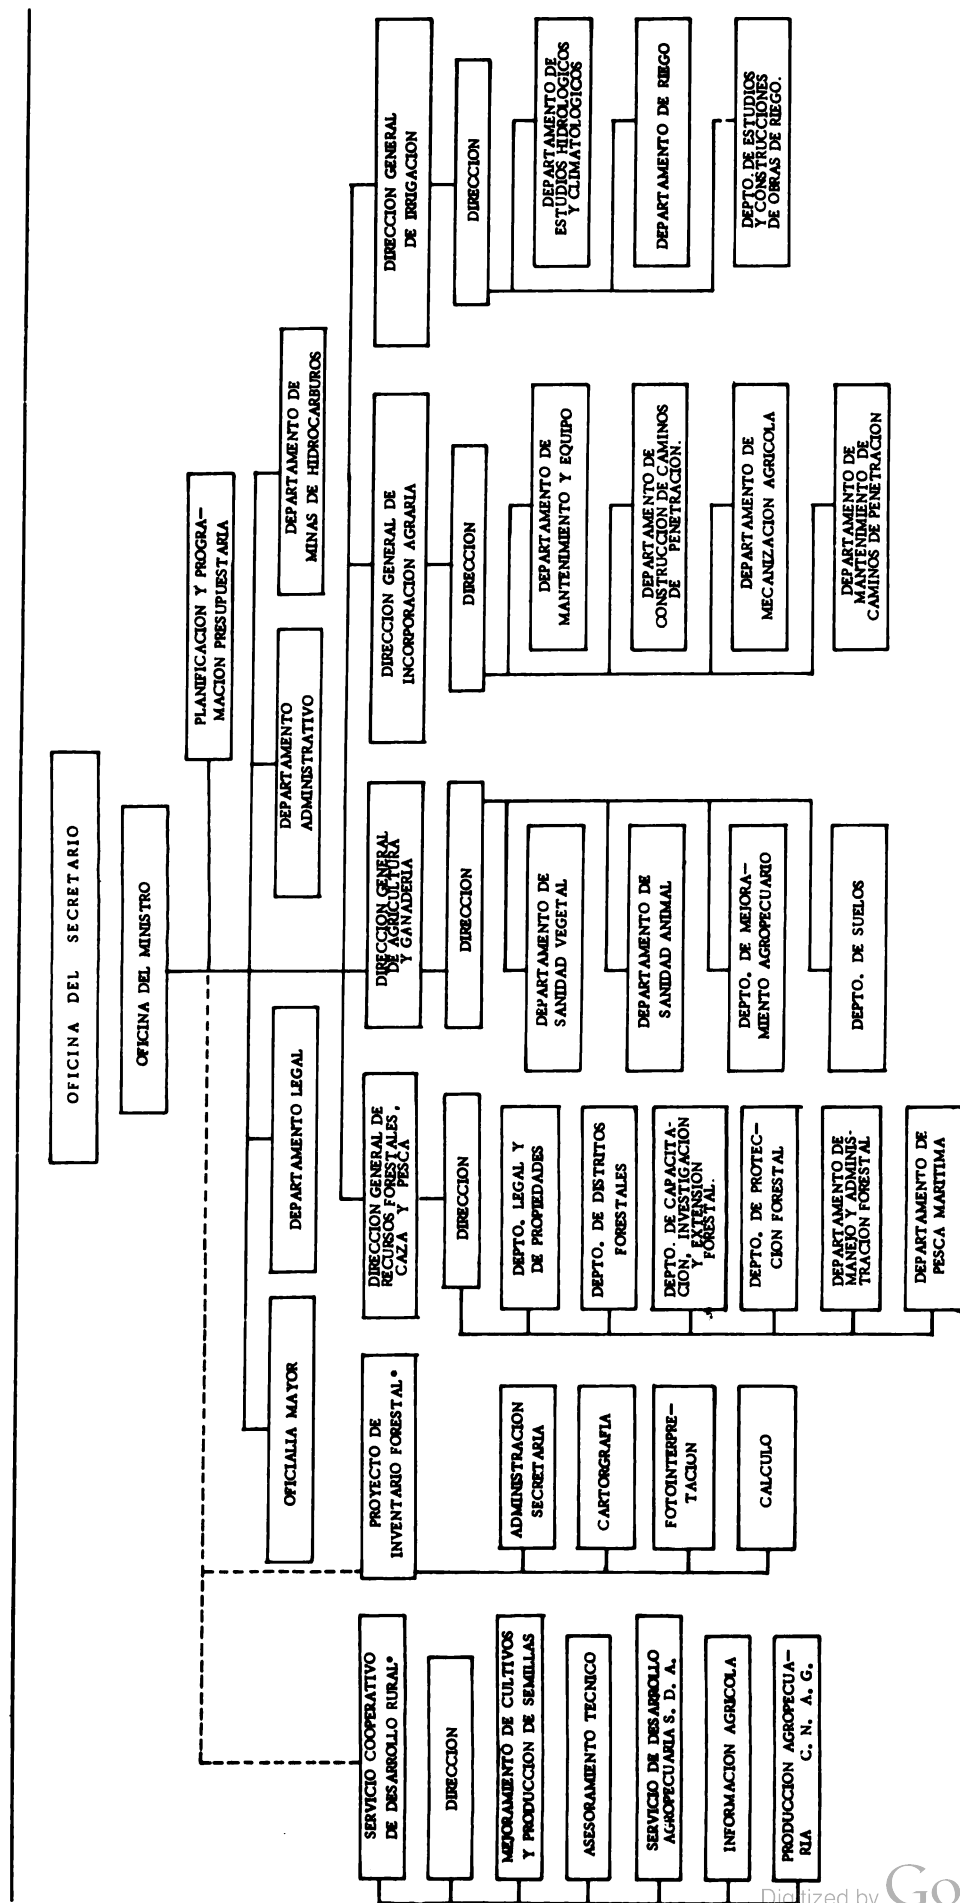 OFICINA DEL SECRETARIO
OFICINA DEL MINISTRO
PLANIFICACION Y PROGRA—
MACION PRESUPUESTARIA
OFICIALIA MAYOR
DEPARTAMENTO LEGAL
DEPARTAMENTO
ADMINISTRATIVO
DEPARTAMENTO DE
MINAS DE HIDROCARBUROS
SERVICIO COOPERATIVO
DE DESARROLLO RURAL*
DIRECCION
MEJORAMIENTO DE CULTIVOS
Y PRODUCCION DE SEMILLAS
ASESORAMIENTO TECNICO
SERVICIO DE DESARROLLO
AGROPECUARIA S. D. A.
INFORMACION AGRICOLA
PRODUCCION AGROPECUA—
RIA C. N. A. G.
PROYECTO DE
INVENTARIO FORESTAL*
ADMINISTRACION
SECRETARIA
CARTORGRAFIA
FOTOINTERPRE—
TACION
CALCULO
DIRECCION GENERAL DE
RECURSOS FORESTALES,
CAZA Y PESCA
DIRECCION
DEPTO. LEGAL Y
DE PROPIEDADES
DEPTO. DE DISTRITOS
FORESTALES
DEPTO. DE CAPACITA-
CION, INVESTIGACION
Y EXTENSION
FORESTAL.
DEPTO. DE PROTEC—
CION FORESTAL
DEPARTAMENTO DE
MANEJO Y ADMINIS-
TRACION FORESTAL
DEPARTAMENTO DE
PESCA MARITIMA
DIRECCION GENERAL
DE AGRICULTURA
Y GANADERIA
DIRECCION
DEPARTAMENTO DE
SANIDAD VEGETAL
DEPARTAMENTO DE
SANIDAD ANIMAL
DEPTO. DE MEJORA—
MIENTO AGROPECUARIO
DEPTO. DE SUELOS
DIRECCION GENERAL DE
INCORPORACION AGRARIA
DIRECCION
DEPARTAMENTO DE
MANTENIMIENTO Y EQUIPO
DEPARTAMENTO DE
CONSTRUCCION DE CAMINOS
DE PENETRACION.
DEPARTAMENTO DE
MECANIZACION AGRICOLA
DEPARTAMENTO DE
MANTENIMIENTO DE
CAMINOS DE PENETRACION
DIRECCION GENERAL
DE IRRIGACION
DIRECCION
DEPARTAMENTO DE
ESTUDIOS HIDROLOGICOS
Y CLIMATOLOGICOS
DEPARTAMENTO DE RIEGO
DEPTO. DE ESTUDIOS
Y CONSTRUCCIONES
DE OBRAS DE RIEGO.
Digitized by